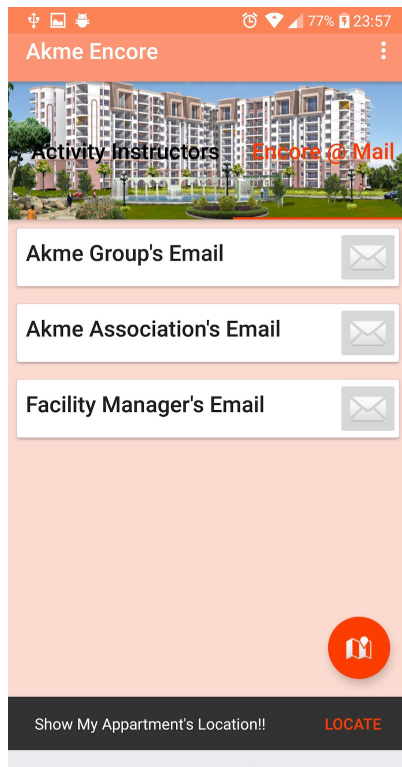 77% 23:57
Akme Encore
Activity Instructors Encore @ Mail
Akme Group's Email
Akme Association's Email
Facility Manager's Email
Show My Appartment's Location!! LOCATE